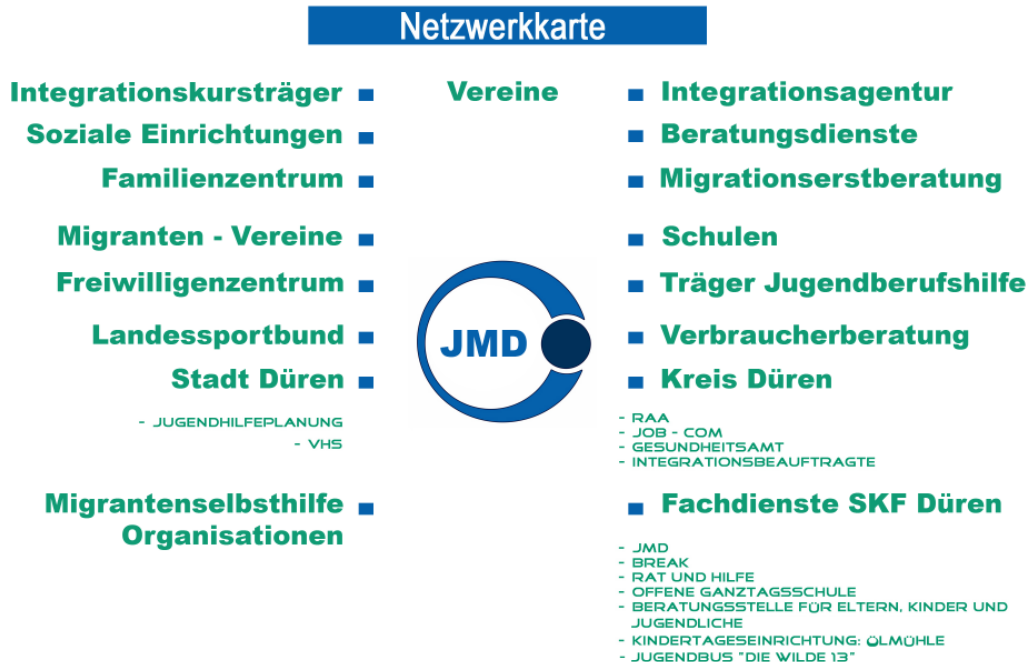 Netzwerkkarte
Integrationskursträger
Soziale Einrichtungen
Familienzentrum
Migranten - Vereine
Freiwilligenzentrum
Landessportbund
Stadt Düren
- JUGENDHILFEPLANUNG
- VHS
Migrantenselbsthilfe
Organisationen
Vereine
JMD
Integrationsagentur
Beratungsdienste
Migrationserstberatung
Schulen
Träger Jugendberufshilfe
Verbraucherberatung
Kreis Düren
- RAA
- JOB - COM
- GESUNDHEITSAMT
- INTEGRATIONSBEAUFTRAGTE
Fachdienste SKF Düren
- JMD
- BREAK
- RAT UND HILFE
- OFFENE GANZTAGSSCHULE
- BERATUNGSSTELLE FÜR ELTERN, KINDER UND
JUGENDLICHE
- KINDERTAGESEINRICHTUNG: ÖLMÜHLE
- JUGENDBUS "DIE WILDE 13"